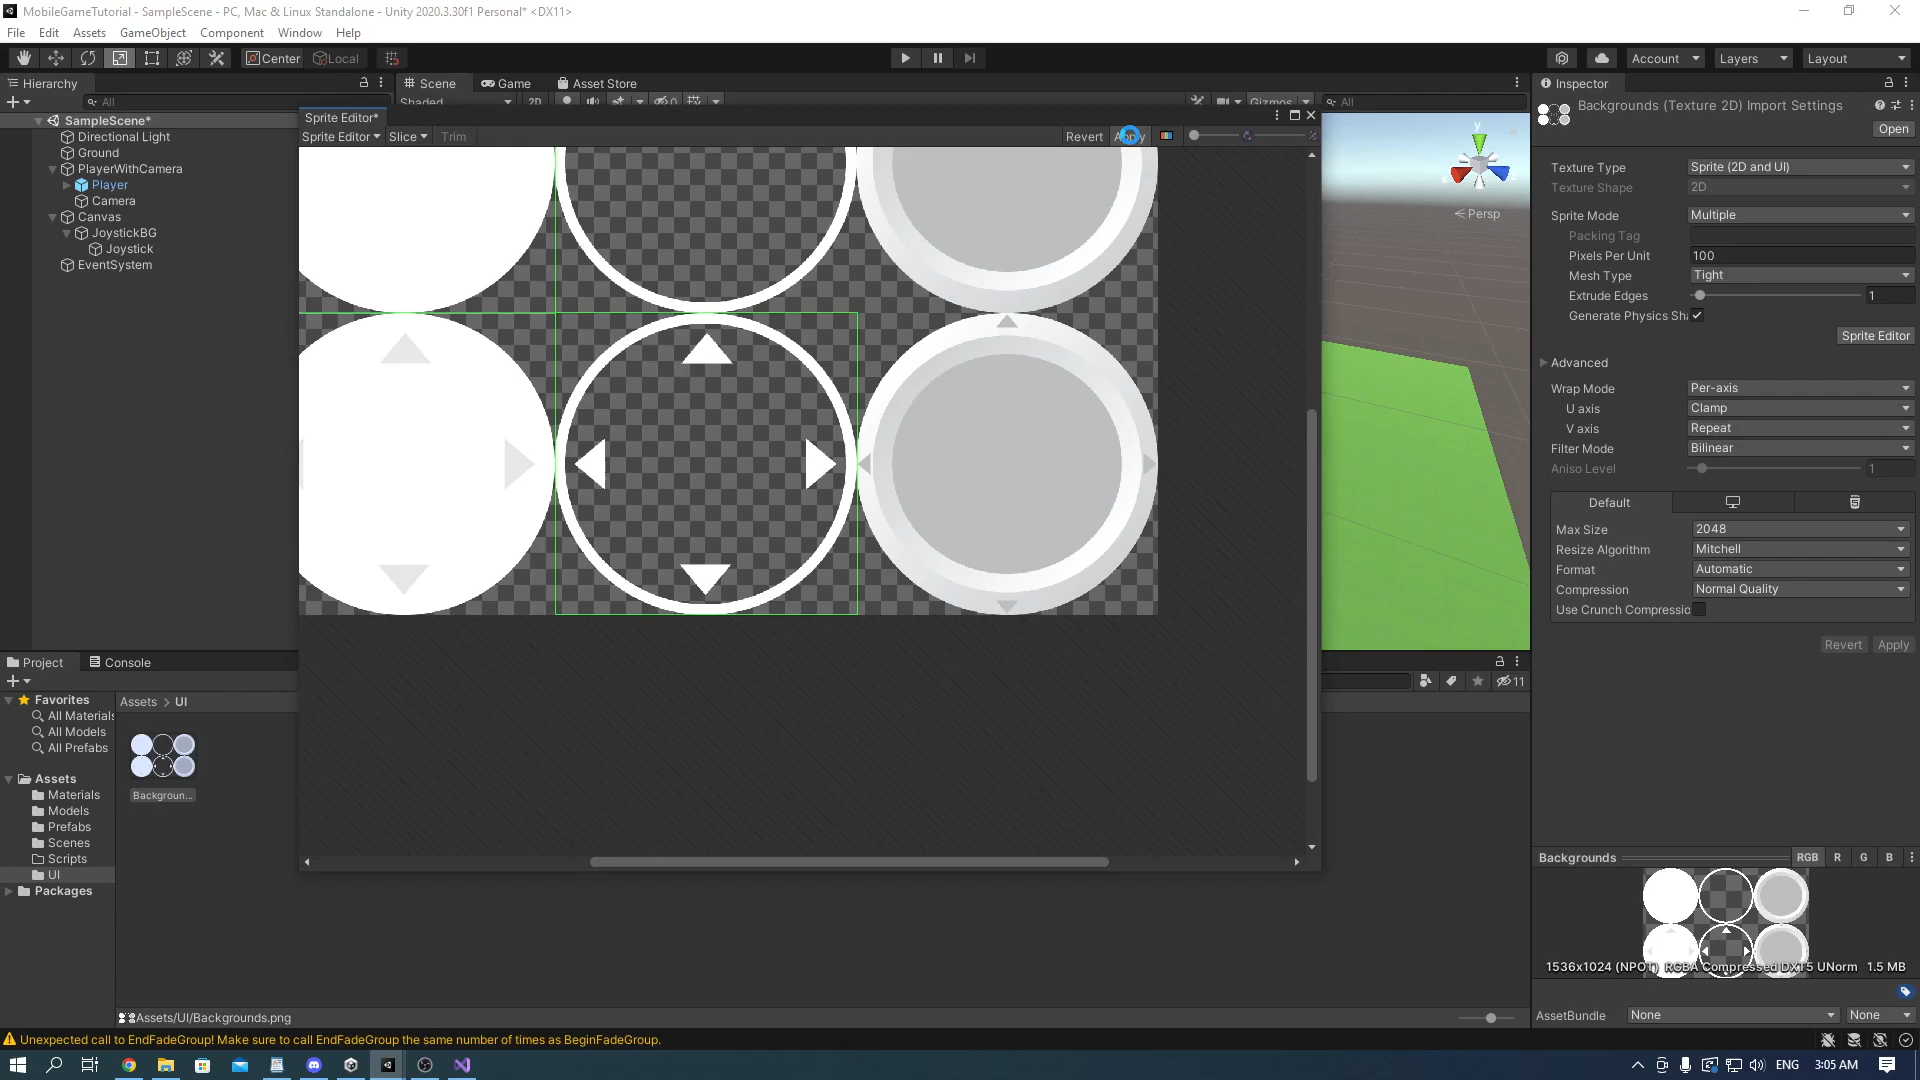 MobileGameTutorial - SampleScene - PC, Mac & Linux Standalone - Unity 2020.3.30f1 Personal* <DX11>
File Edit Assets GameObject Component Window Help
Center Local Account Layers Layout
Hierarchy Scene Game Asset Store Inspector
All Shaded 2D Gizmos All
SampleScene*
Directional Light
Ground
PlayerWithCamera
Player
Camera
Canvas
JoystickBG
Joystick
EventSystem
Sprite Editor*
Sprite Editor Slice Trim Revert Apply
y
x
Persp
Backgrounds (Texture 2D) Import Settings
Open
Texture Type Sprite (2D and UI)
Texture Shape 2D
Sprite Mode Multiple
Packing Tag
Pixels Per Unit 100
Mesh Type Tight
Extrude Edges 1
Generate Physics Sha
Sprite Editor
Advanced
Wrap Mode Per-axis
U axis Clamp
V axis Repeat
Filter Mode Bilinear
Aniso Level 1
Default
Max Size 2048
Resize Algorithm Mitchell
Format Automatic
Compression Normal Quality
Use Crunch Compressio
Revert Apply
Project Console
11
Favorites
All Materials
All Models
All Prefabs
Assets
Materials
Models
Prefabs
Scenes
Scripts
UI
Packages
Assets > UI
Backgroun...
Assets/UI/Backgrounds.png
Backgrounds RGB R G B
1536x1024 (NPOT) RGBA Compressed DXT5 UNorm 1.5 MB
AssetBundle None None
Unexpected call to EndFadeGroup! Make sure to call EndFadeGroup the same number of times as BeginFadeGroup.
ENG 3:05 AM